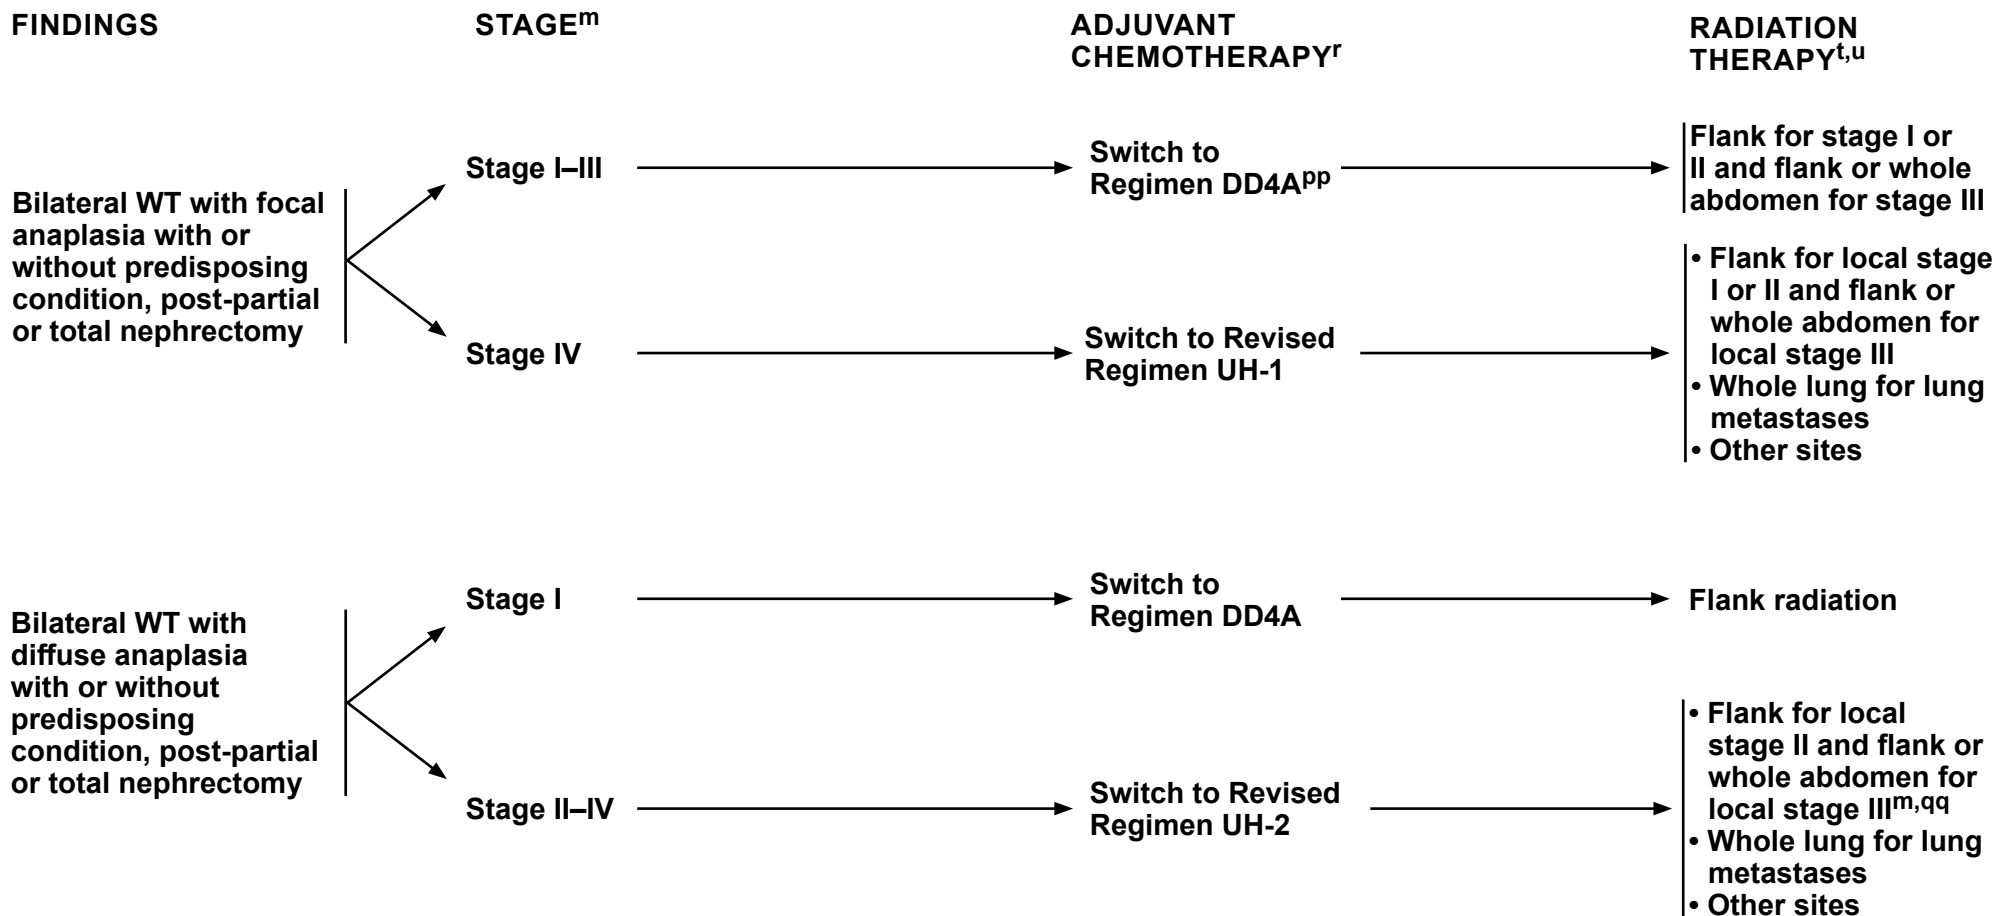 FINDINGS
STAGEm
ADJUVANT
CHEMOTHERAPYr
RADIATION
THERAPYt,u
Bilateral WT with focal
anaplasia with or
without predisposing
condition, post-partial
or total nephrectomy
Stage I–III
Switch to
Regimen DD4App
Flank for stage I or
II and flank or whole
abdomen for stage III
Stage IV
Switch to Revised
Regimen UH-1
• Flank for local stage
I or II and flank or
whole abdomen for
local stage III
• Whole lung for lung
metastases
• Other sites
Bilateral WT with
diffuse anaplasia
with or without
predisposing
condition, post-partial
or total nephrectomy
Stage I
Switch to
Regimen DD4A
Flank radiation
Stage II–IV
Switch to Revised
Regimen UH-2
• Flank for local
stage II and flank or
whole abdomen for
local stage IIIm,qq
• Whole lung for lung
metastases
• Other sites